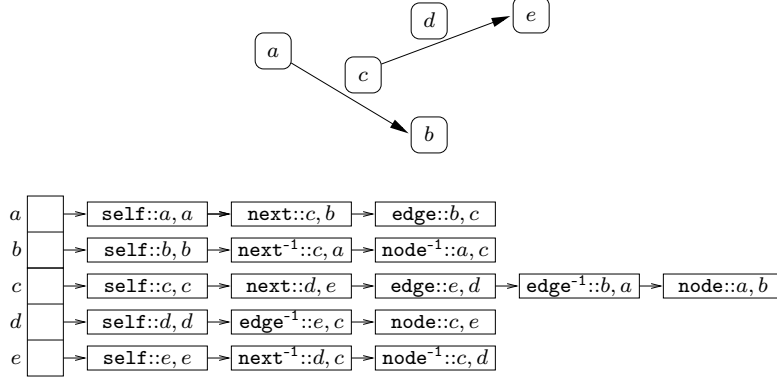 d e
a
c
b
a self::a, a next::c, b edge::b, c
b self::b, b next⁻¹::c, a node⁻¹::a, c
c self::c, c next::d, e edge::e, d edge⁻¹::b, a node::a, b
d self::d, d edge⁻¹::e, c node::c, e
e self::e, e next⁻¹::d, c node⁻¹::c, d